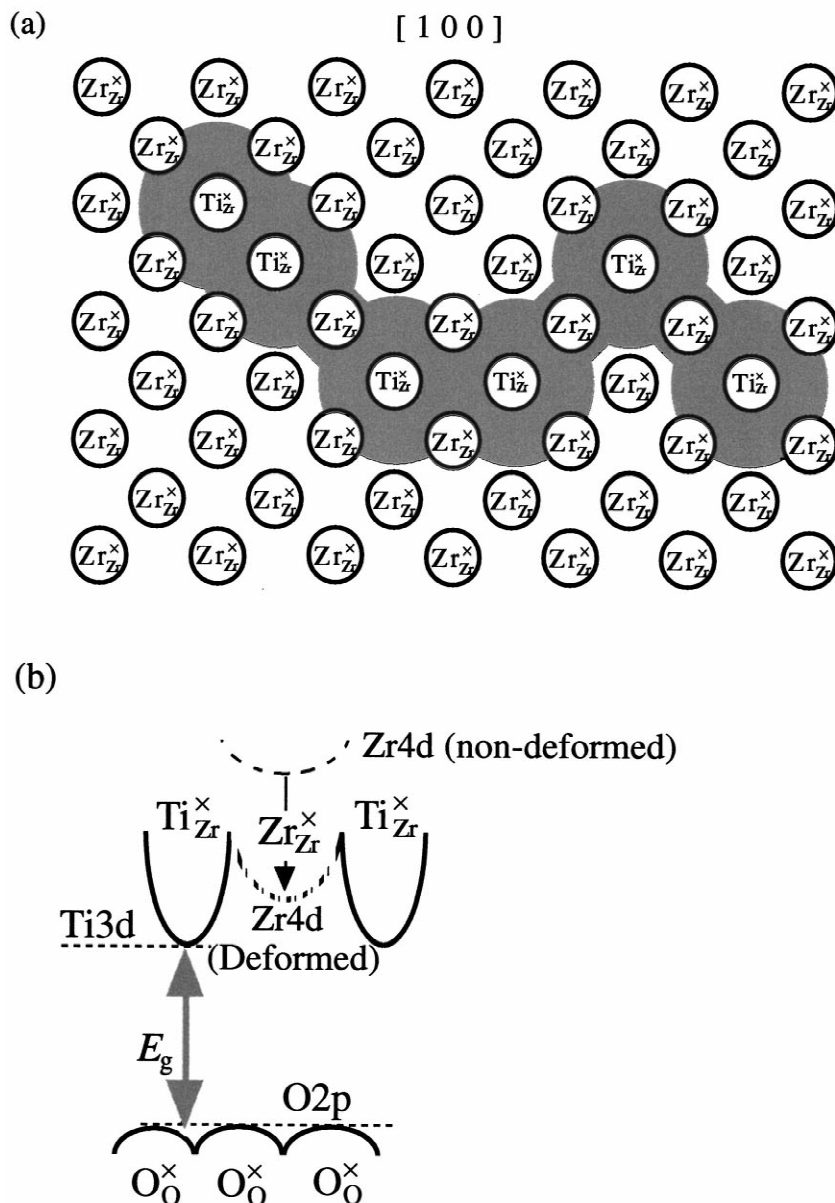 (a)
[ 1 0 0 ]
Zr×Zr Zr×Zr Zr×Zr Zr×Zr Zr×Zr Zr×Zr Zr×Zr
Zr×Zr Zr×Zr Zr×Zr Zr×Zr Zr×Zr Zr×Zr
Zr×Zr Ti×Zr Zr×Zr Zr×Zr Zr×Zr Zr×Zr Zr×Zr
Zr×Zr Ti×Zr Zr×Zr Zr×Zr Ti×Zr Zr×Zr
Zr×Zr Zr×Zr Zr×Zr Zr×Zr Zr×Zr Zr×Zr Zr×Zr
Zr×Zr Zr×Zr Ti×Zr Ti×Zr Zr×Zr Ti×Zr
Zr×Zr Zr×Zr Zr×Zr Zr×Zr Zr×Zr Zr×Zr Zr×Zr
Zr×Zr Zr×Zr Zr×Zr Zr×Zr Zr×Zr Zr×Zr
Zr×Zr Zr×Zr Zr×Zr Zr×Zr Zr×Zr Zr×Zr Zr×Zr
(b)
Zr4d (non-deformed)
Ti×Zr Zr×Zr Ti×Zr
Ti3d
Zr4d
(Deformed)
Eg
O2p
O×O O×O O×O